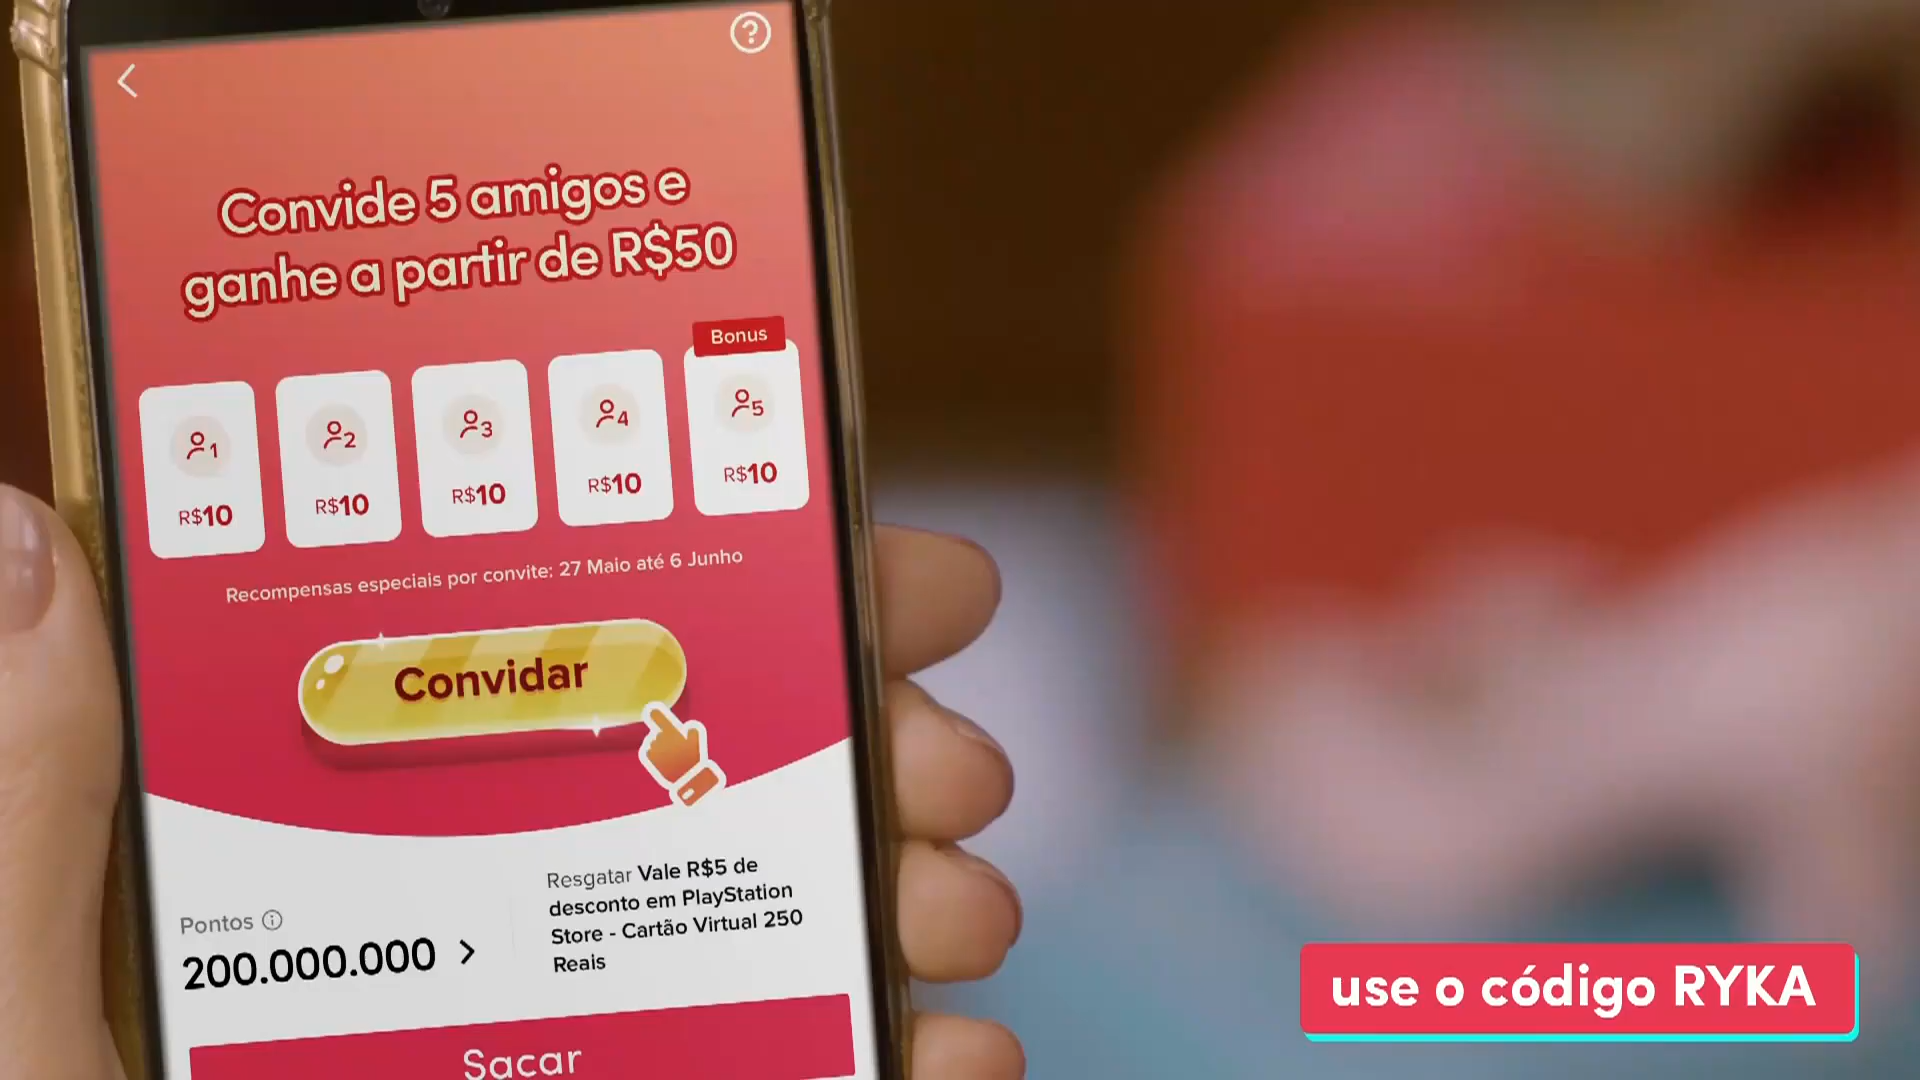 Convide 5 amigos e
ganhe a partir de R$50
Bonus
1
2
3
4
5
R$10
R$10
R$10
R$10
R$10
Recompensas especiais por convite: 27 Maio até 6 Junho
Convidar
Pontos
200.000.000
Resgatar Vale R$5 de
desconto em PlayStation
Store - Cartão Virtual 250
Reais
Sacar
use o código RYKA